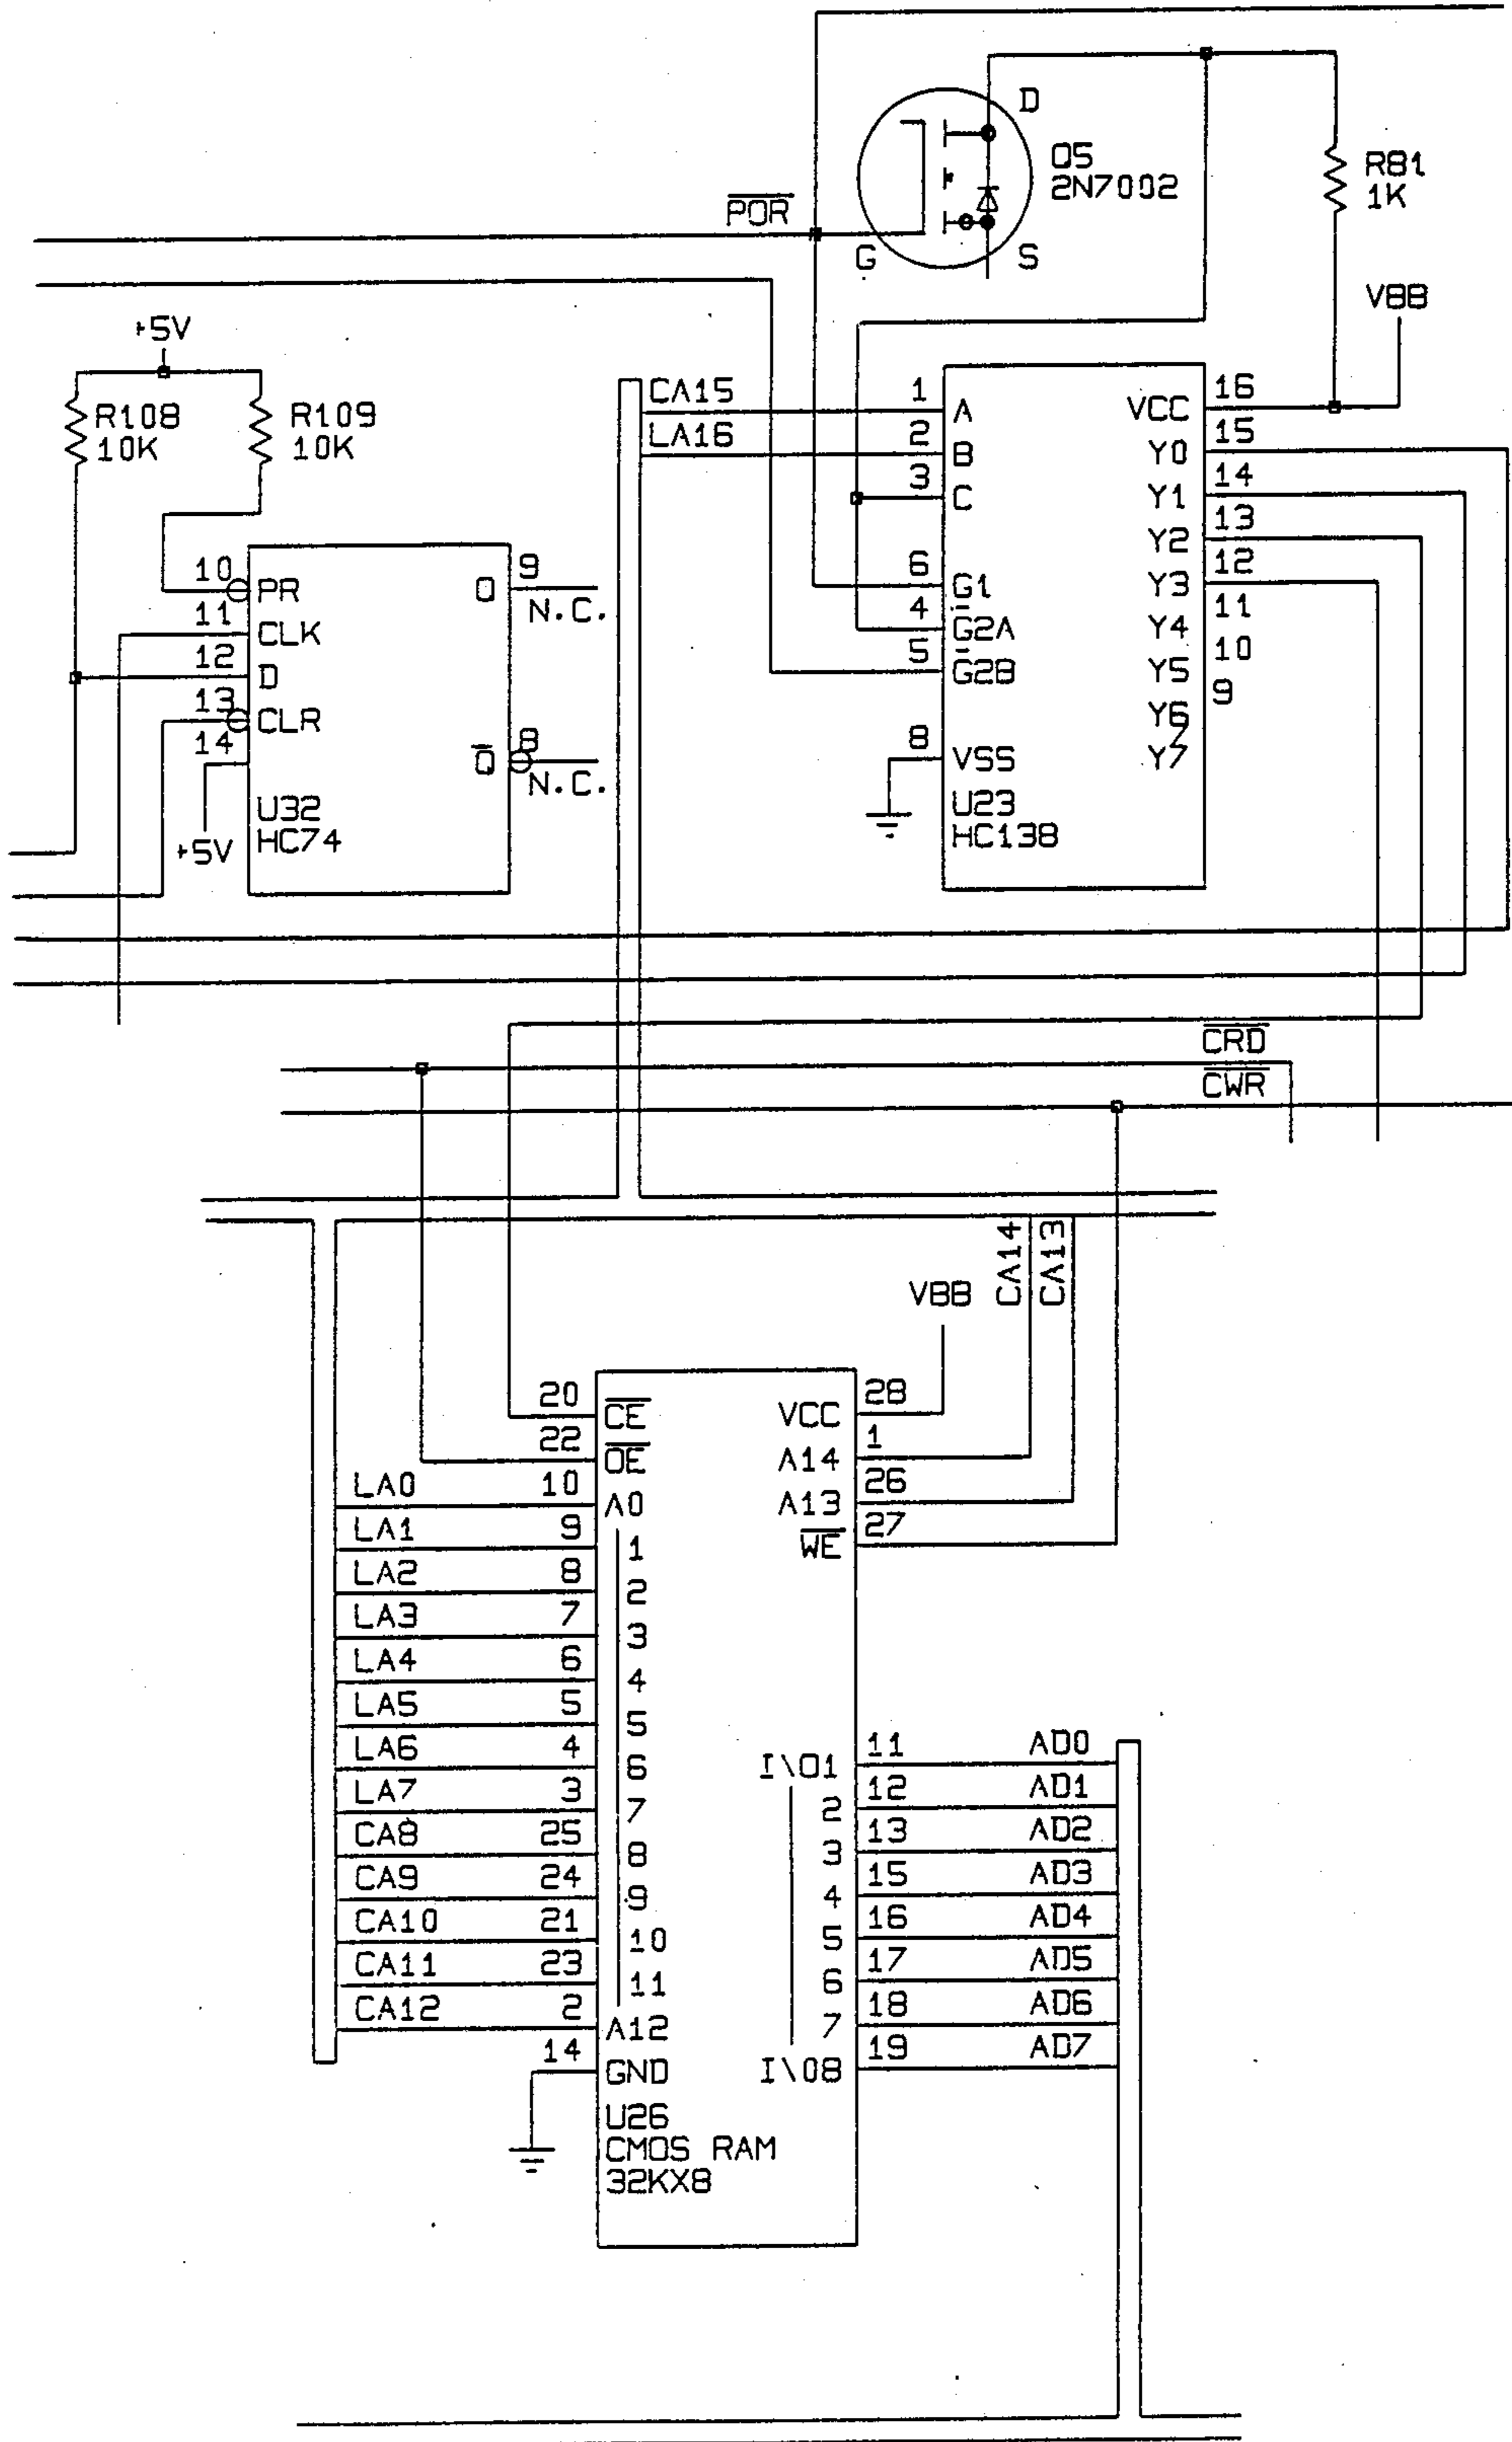 D
Q5
2N7002
R81
1K
POR
G
S
VBB
+5V
R108
10K
R109
10K
CA15
LA16
1
A
2
B
3
C
6
G1
4
G2A
5
G2B
8
VSS
U23
HC138
VCC
16
Y0
15
Y1
14
Y2
13
Y3
12
Y4
11
Y5
10
Y6
9
Y7
7
10
PR
11
CLK
12
D
13
CLR
14
+5V
U32
HC74
Q
9
N.C.
Q
8
N.C.
CRD
CWR
CA14
CA13
VBB
20
CE
22
OE
LA0
10
A0
LA1
9
1
LA2
8
2
LA3
7
3
LA4
6
4
LA5
5
5
LA6
4
6
LA7
3
7
CA8
25
8
CA9
24
9
CA10
21
10
CA11
23
11
CA12
2
A12
14
GND
U26
CMOS RAM
32KX8
VCC
28
A14
1
A13
26
WE
27
I\O1
11
AD0
2
12
AD1
3
13
AD2
4
15
AD3
5
16
AD4
6
17
AD5
7
18
AD6
I\O8
19
AD7